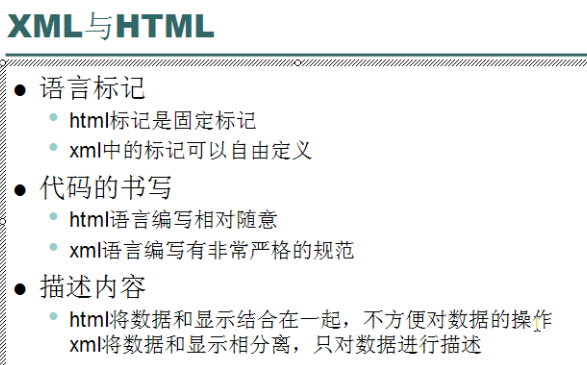 XML与HTML
语言标记
html标记是固定标记
xml中的标记可以自由定义
代码的书写
html语言编写相对随意
xml语言编写有非常严格的规范
描述内容
html将数据和显示结合在一起，不方便对数据的操作
xml将数据和显示相分离，只对数据进行描述